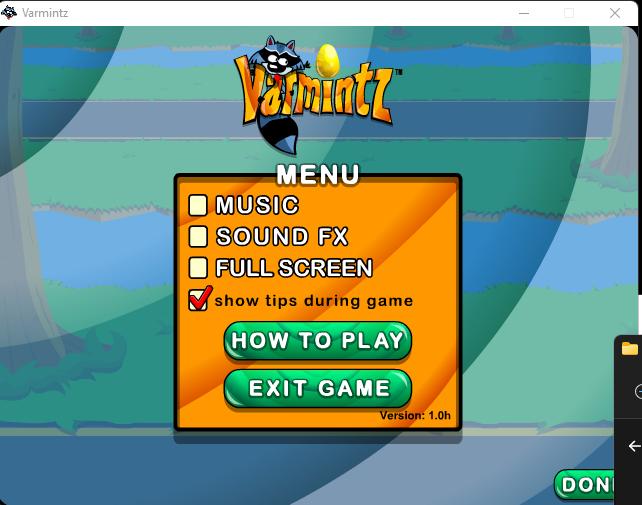 Varmintz
Varmintz™
MENU
MUSIC
SOUND FX
FULL SCREEN
show tips during game
HOW TO PLAY
EXIT GAME
Version: 1.0h
DON